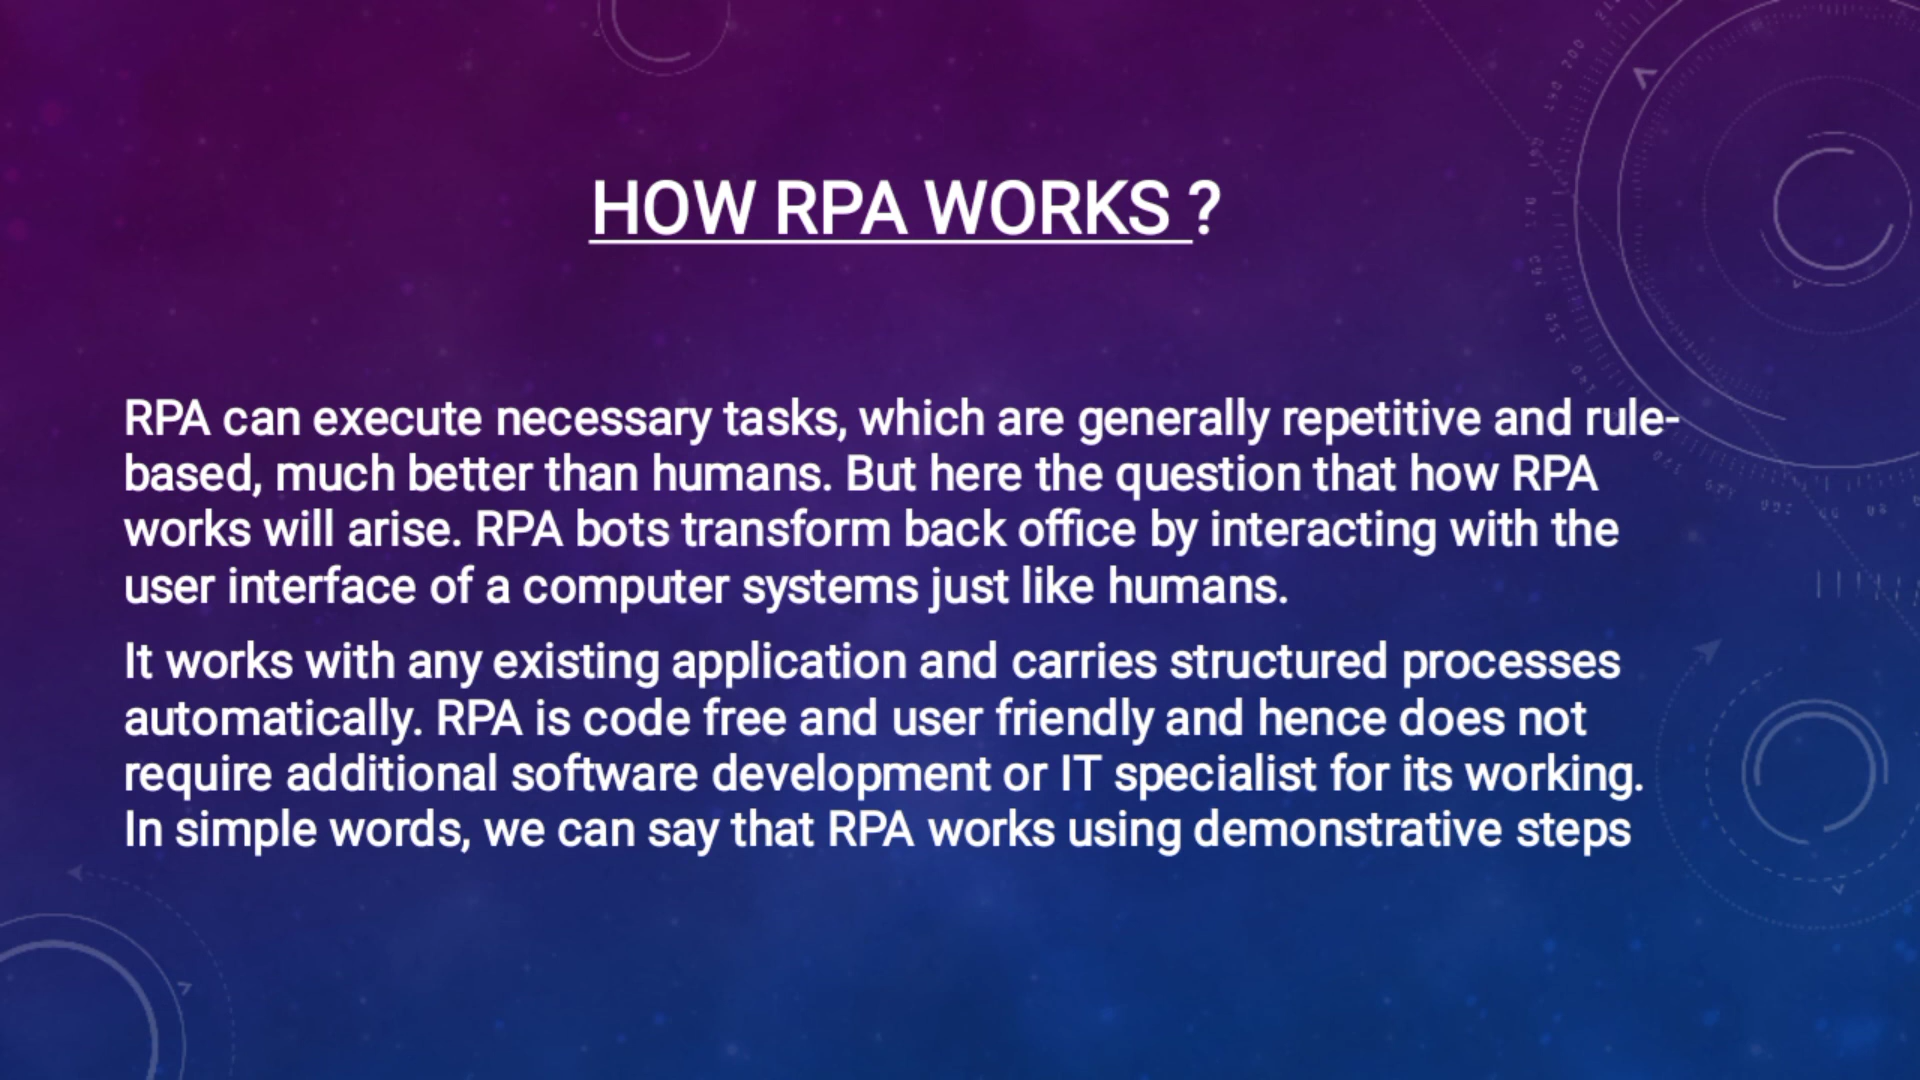 HOW RPA WORKS ?
RPA can execute necessary tasks, which are generally repetitive and rule-
based, much better than humans. But here the question that how RPA
works will arise. RPA bots transform back office by interacting with the
user interface of a computer systems just like humans.
It works with any existing application and carries structured processes
automatically. RPA is code free and user friendly and hence does not
require additional software development or IT specialist for its working.
In simple words, we can say that RPA works using demonstrative steps